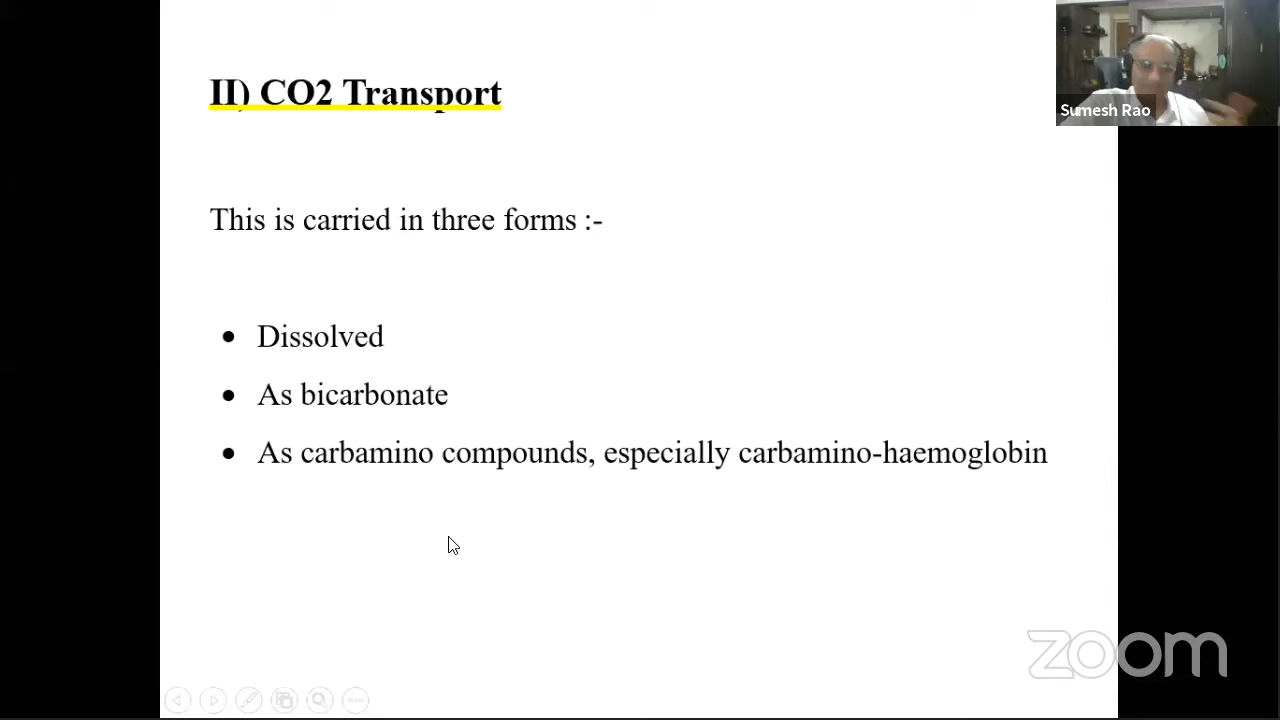 II) CO2 Transport
Sumesh Rao
This is carried in three forms :-
• Dissolved
• As bicarbonate
• As carbamino compounds, especially carbamino-haemoglobin
zoom